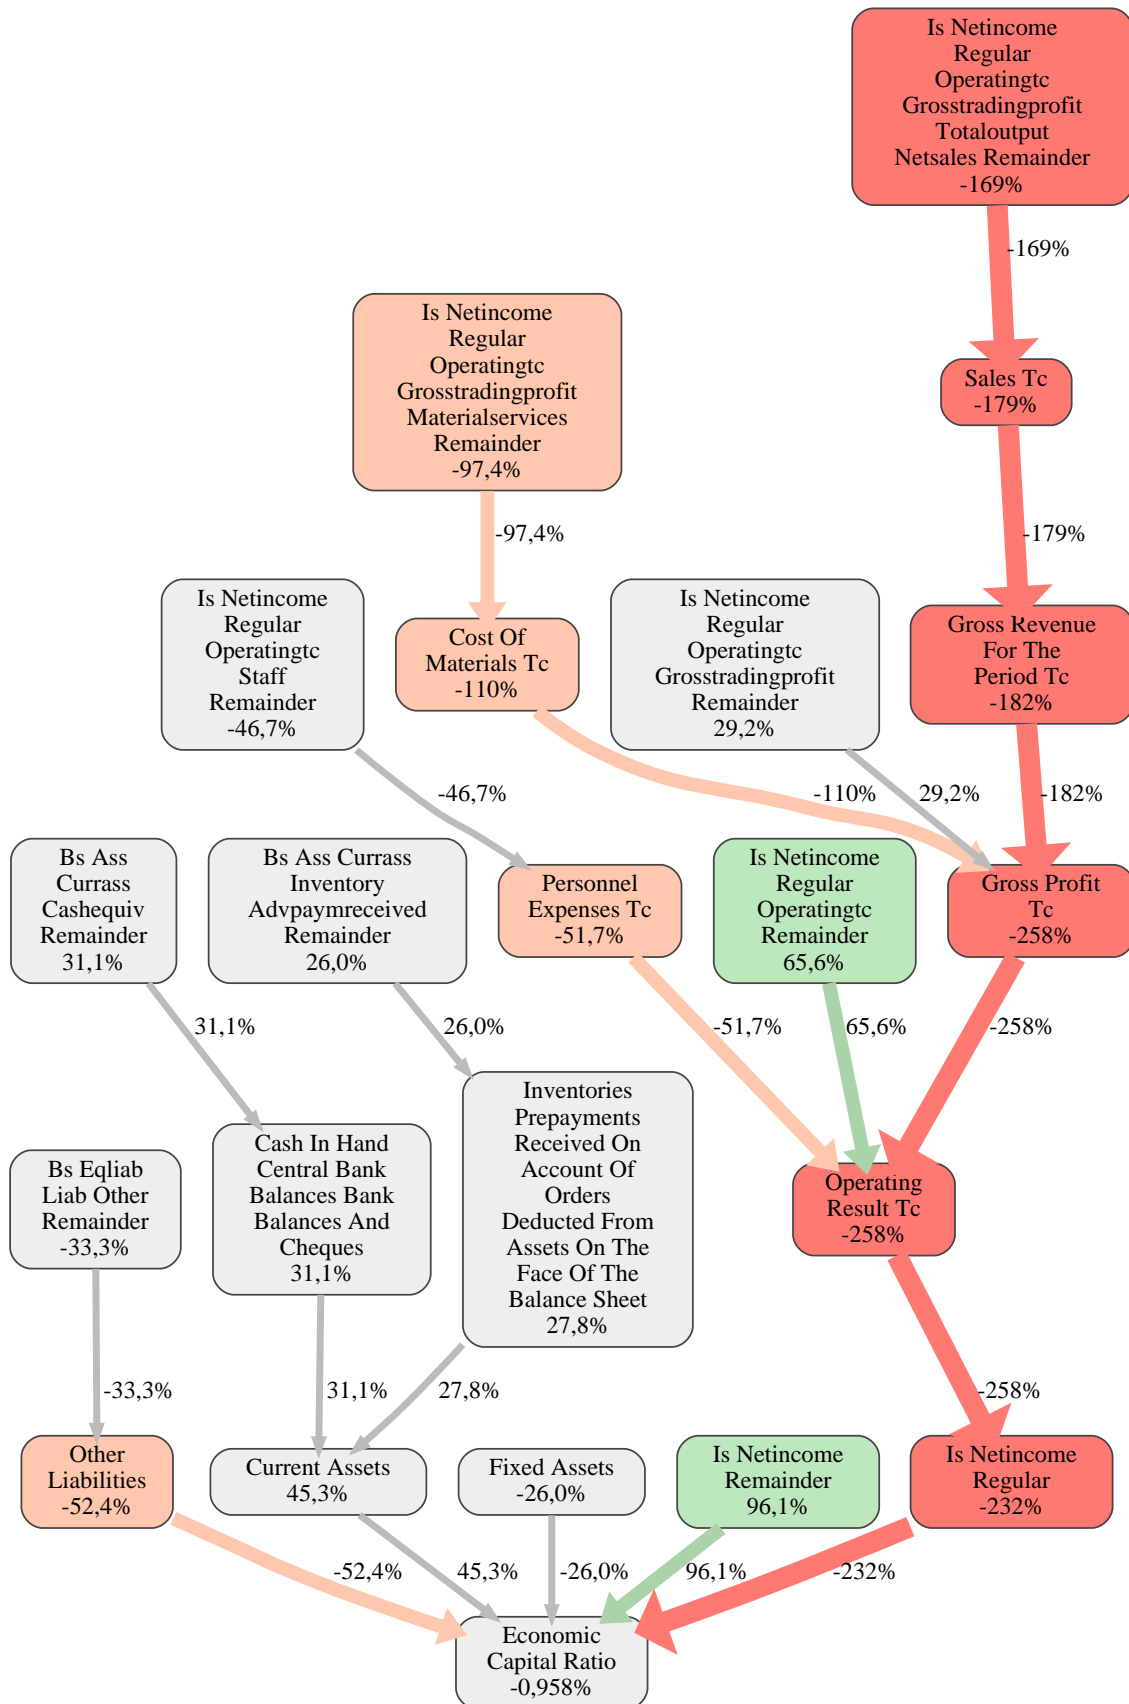 Is Netincome
Regular
Operatingtc
Grosstradingprofit
Totaloutput
Netsales Remainder
-169%
-169%
Is Netincome
Regular
Operatingtc
Grosstradingprofit
Materialservices
Remainder
-97,4%
Sales Tc
-179%
-97,4%
-179%
Is Netincome
Regular
Operatingtc
Staff
Remainder
-46,7%
Cost Of
Materials Tc
-110%
Is Netincome
Regular
Operatingtc
Grosstradingprofit
Remainder
29,2%
Gross Revenue
For The
Period Tc
-182%
-46,7%
-110%
29,2%
-182%
Bs Ass
Currass
Cashequiv
Remainder
31,1%
Bs Ass Currass
Inventory
Advpaymreceived
Remainder
26,0%
Personnel
Expenses Tc
-51,7%
Is Netincome
Regular
Operatingtc
Remainder
65,6%
Gross Profit
Tc
-258%
31,1%
26,0%
-51,7%
65,6%
-258%
Bs Eqliab
Liab Other
Remainder
-33,3%
Cash In Hand
Central Bank
Balances Bank
Balances And
Cheques
31,1%
Inventories
Prepayments
Received On
Account Of
Orders
Deducted From
Assets On The
Face Of The
Balance Sheet
27,8%
Operating
Result Tc
-258%
-33,3%
31,1%
27,8%
-258%
Other
Liabilities
-52,4%
Current Assets
45,3%
Fixed Assets
-26,0%
Is Netincome
Remainder
96,1%
Is Netincome
Regular
-232%
-52,4%
45,3%
-26,0%
96,1%
-232%
Economic
Capital Ratio
-0,958%